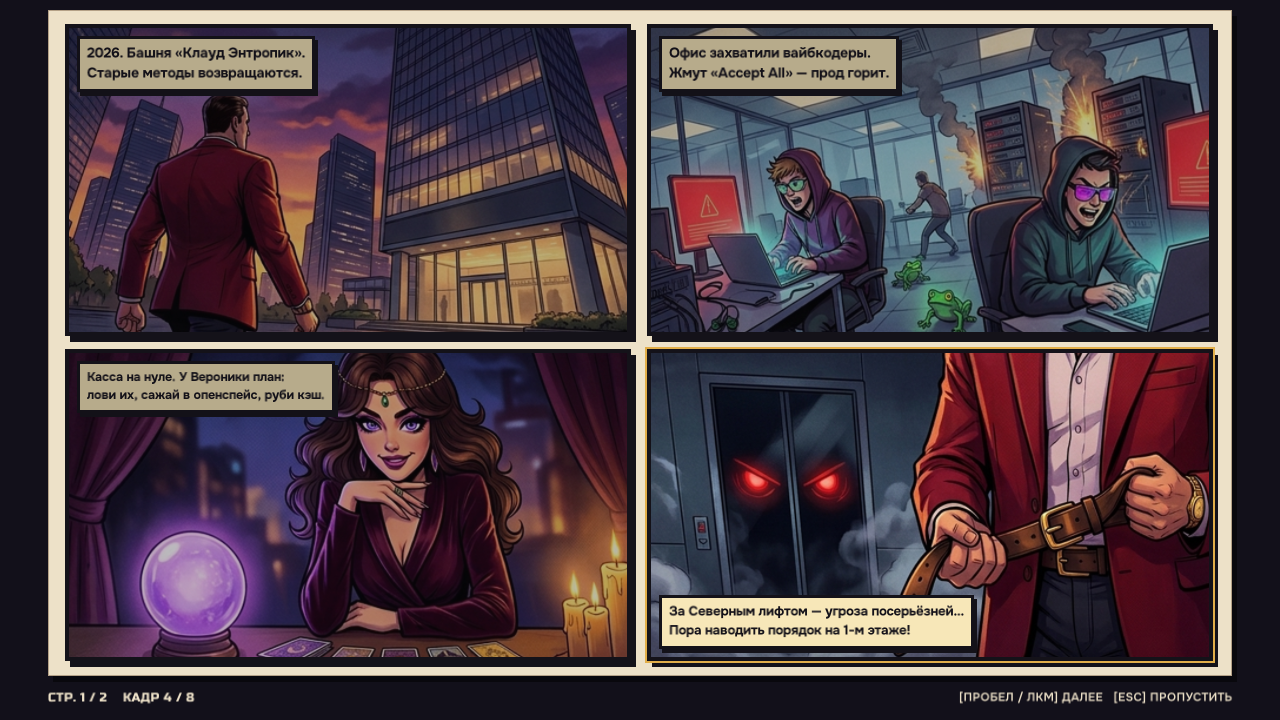 2026. Башня «Клауд Энтропик».
Старые методы возвращаются.
Офис захватили вайбкодеры.
Жмут «Accept All» — прод горит.
Касса на нуле. У Вероники план:
лови их, сажай в опенспейс, руби кэш.
За Северным лифтом — угроза посерьёзней...
Пора наводить порядок на 1-м этаже!
СТР. 1 / 2 КАДР 4 / 8
[ПРОБЕЛ / ЛКМ] ДАЛЕЕ [ESC] ПРОПУСТИТЬ